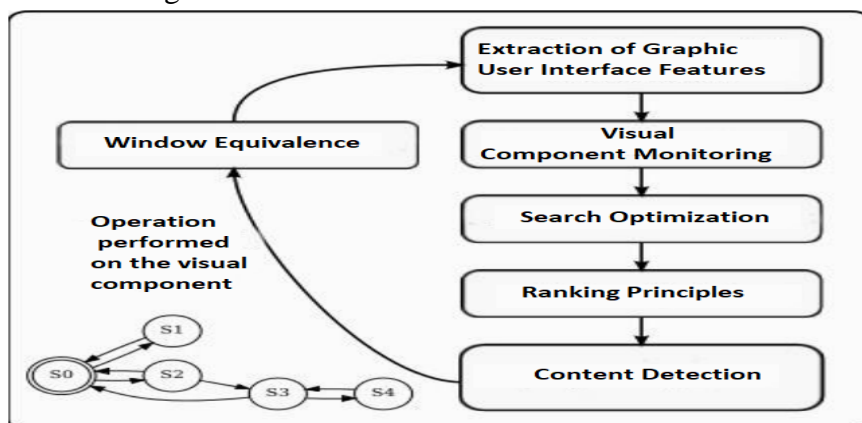 Extraction of Graphic
User Interface Features
Window Equivalence
Visual
Component Monitoring
Search Optimization
Operation
performed
on the visual
component
Ranking Principles
Content Detection
S1
S0
S2
S3
S4